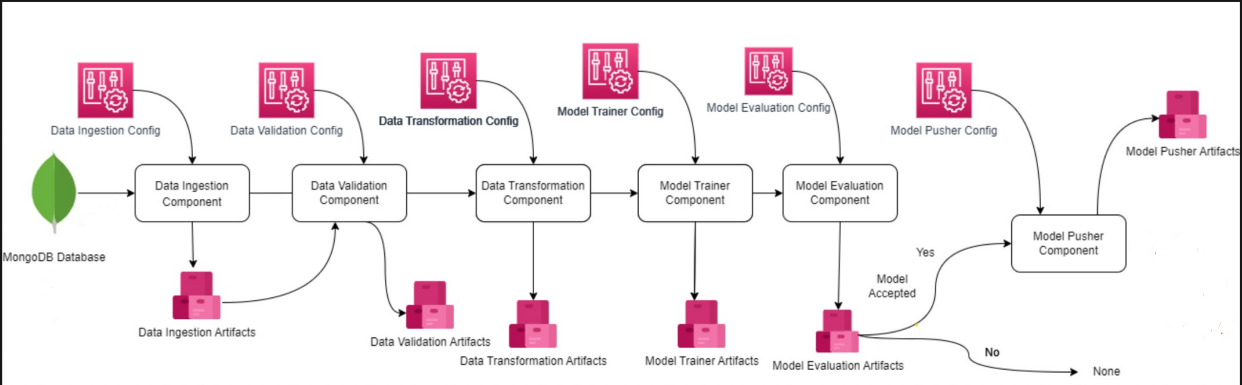 Data Ingestion Config
Data Validation Config
Data Transformation Config
Model Trainer Config
Model Evaluation Config
Model Pusher Config
Model Pusher Artifacts
MongoDB Database
Data Ingestion
Component
Data Validation
Component
Data Transformation
Component
Model Trainer
Component
Model Evaluation
Component
Model Pusher
Component
Yes
Model
Accepted
No
None
Data Ingestion Artifacts
Data Validation Artifacts
Data Transformation Artifacts
Model Trainer Artifacts
Model Evaluation Artifacts